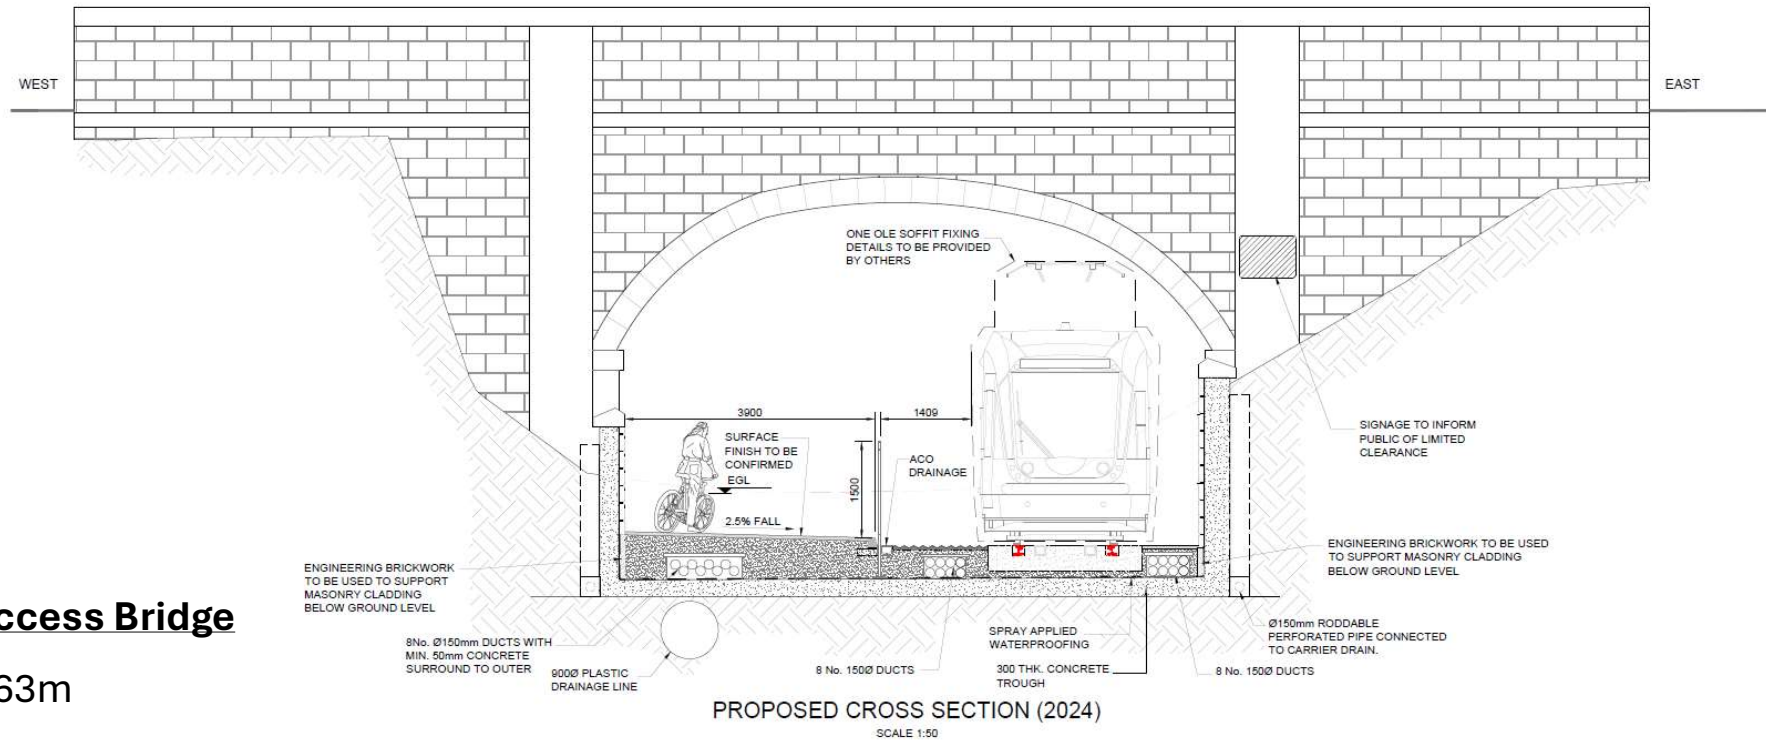 WEST
EAST
ONE OLE SOFFIT FIXING
DETAILS TO BE PROVIDED
BY OTHERS
3900
1409
SURFACE
FINISH TO BE
CONFIRMED
EGL
1500
ACO
DRAINAGE
2.5% FALL
SIGNAGE TO INFORM
PUBLIC OF LIMITED
CLEARANCE
ENGINEERING BRICKWORK
TO BE USED TO SUPPORT
MASONRY CLADDING
BELOW GROUND LEVEL
ENGINEERING BRICKWORK TO BE USED
TO SUPPORT MASONRY CLADDING
BELOW GROUND LEVEL
ccess Bridge
63m
8No. Ø150mm DUCTS WITH
MIN. 50mm CONCRETE
SURROUND TO OUTER
900Ø PLASTIC
DRAINAGE LINE
8 No. 150Ø DUCTS
SPRAY APPLIED
WATERPROOFING
300 THK. CONCRETE
TROUGH
Ø150mm RODDABLE
PERFORATED PIPE CONNECTED
TO CARRIER DRAIN.
8 No. 150Ø DUCTS
PROPOSED CROSS SECTION (2024)
SCALE 1:50